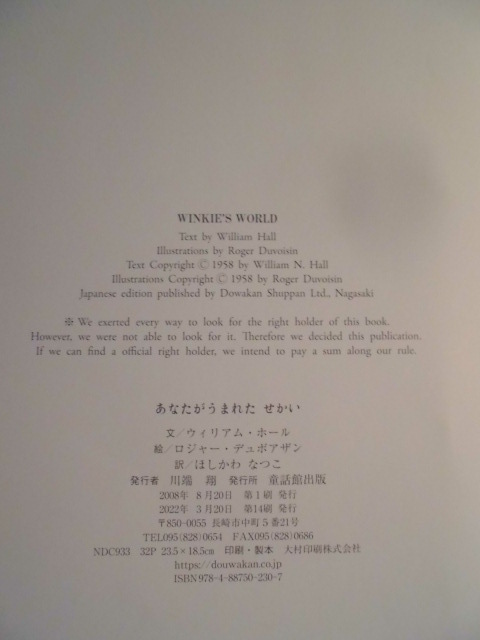 WINKIE'S WORLD
Text by William Hall
Illustrations by Roger Duvoisin
Text Copyright © 1958 by William N. Hall
Illustrations Copyright © 1958 by Roger Duvoisin
Japanese edition published by Dowakan Shuppan Ltd., Nagasaki
※ We exerted every way to look for the right holder of this book.
However, we were not able to look for it. Therefore we decided this publication.
If we can find a official right holder, we intend to pay a sum along our rule.
あなたがうまれた せかい
文／ウィリアム・ホール
絵／ロジャー・デュボアザン
訳／ほしかわ なつこ
発行者 川端 翔 発行所 童話館出版
2008年 8月20日 第1刷 発行
2022年 3月20日 第14刷 発行
〒850-0055 長崎市中町5番21号
TEL095(828)0654 FAX095(828)0686
NDC933 32P 23.5×18.5cm 印刷・製本 大村印刷株式会社
https://douwakan.co.jp
ISBN978-4-88750-230-7